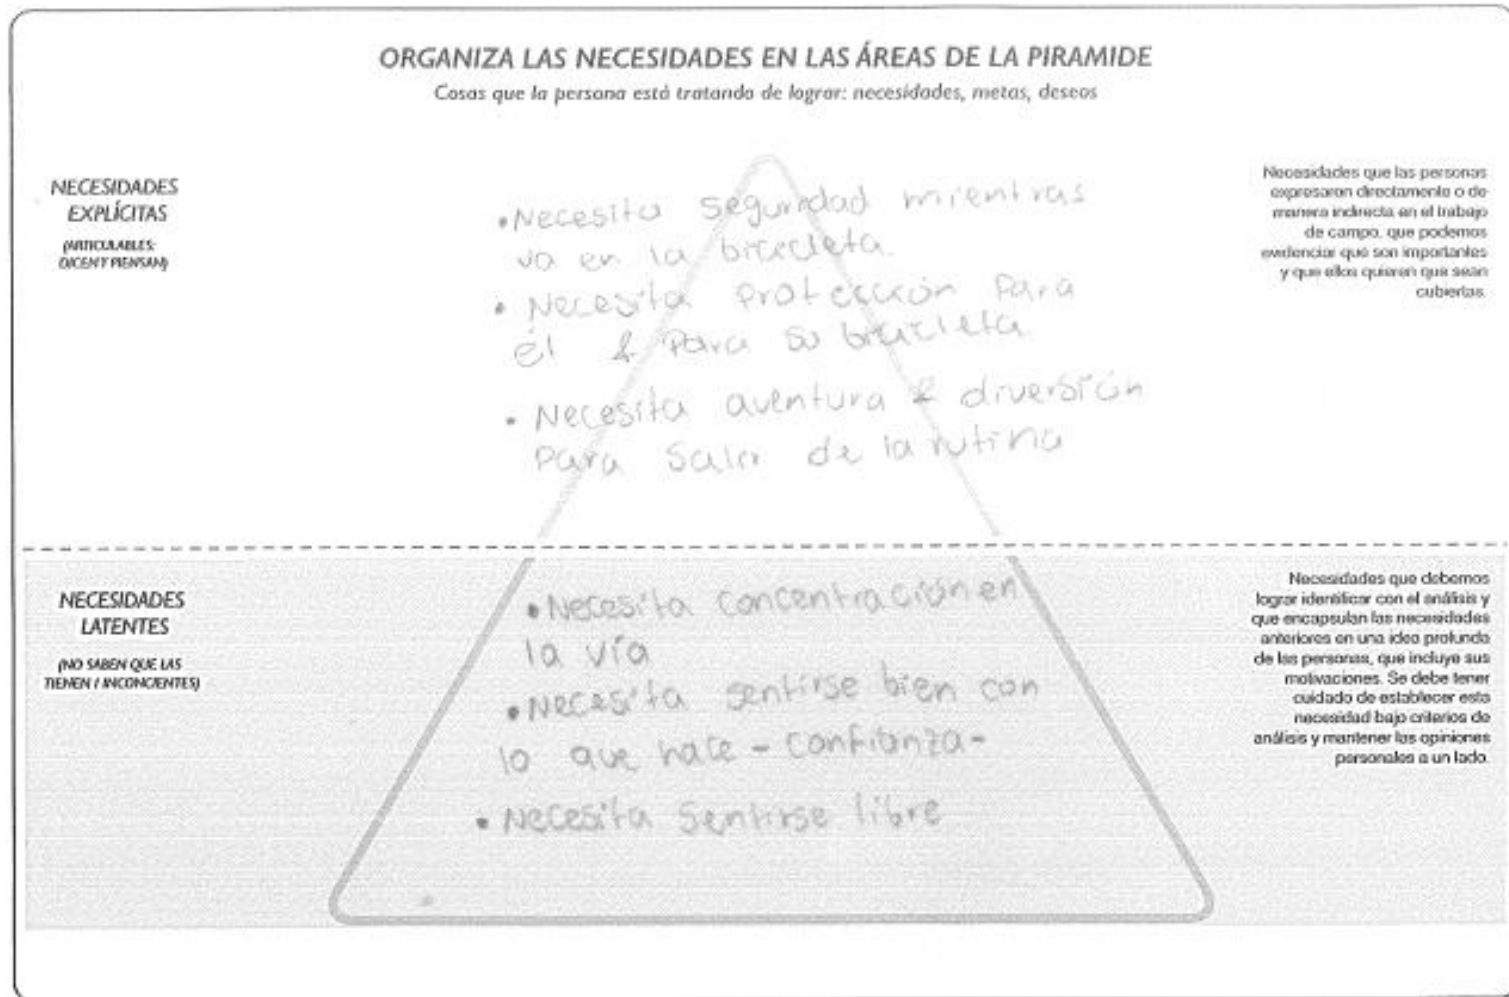 ORGANIZA LAS NECESIDADES EN LAS ÁREAS DE LA PIRAMIDE
Cosas que la persona está tratando de lograr: necesidades, metas, deseos
NECESIDADES
EXPLÍCITAS
(ARTICULABLES:
DICEN Y PIENSAN)
•Necesita seguridad mientras
va en la bicicleta.
• Necesita protección para
él & para su bicicleta
• Necesita aventura & diversión
para salir de la rutina
Necesidades que las personas
expresaron directamente o de
manera indirecta en el trabajo
de campo, que podemos
evidenciar que son importantes
y que ellos quieren que sean
cubiertas.
NECESIDADES
LATENTES
(NO SABEN QUE LAS
TIENEN / INCONCIENTES)
•Necesita concentración en
la vía
•Necesita sentirse bien con
lo que hace - confianza-
• Necesita sentirse libre
Necesidades que debemos
lograr identificar con el análisis y
que encapsulan las necesidades
anteriores en una idea profunda
de las personas, que incluye sus
motivaciones. Se debe tener
cuidado de establecer esta
necesidad bajo criterios de
análisis y mantener las opiniones
personales a un lado.